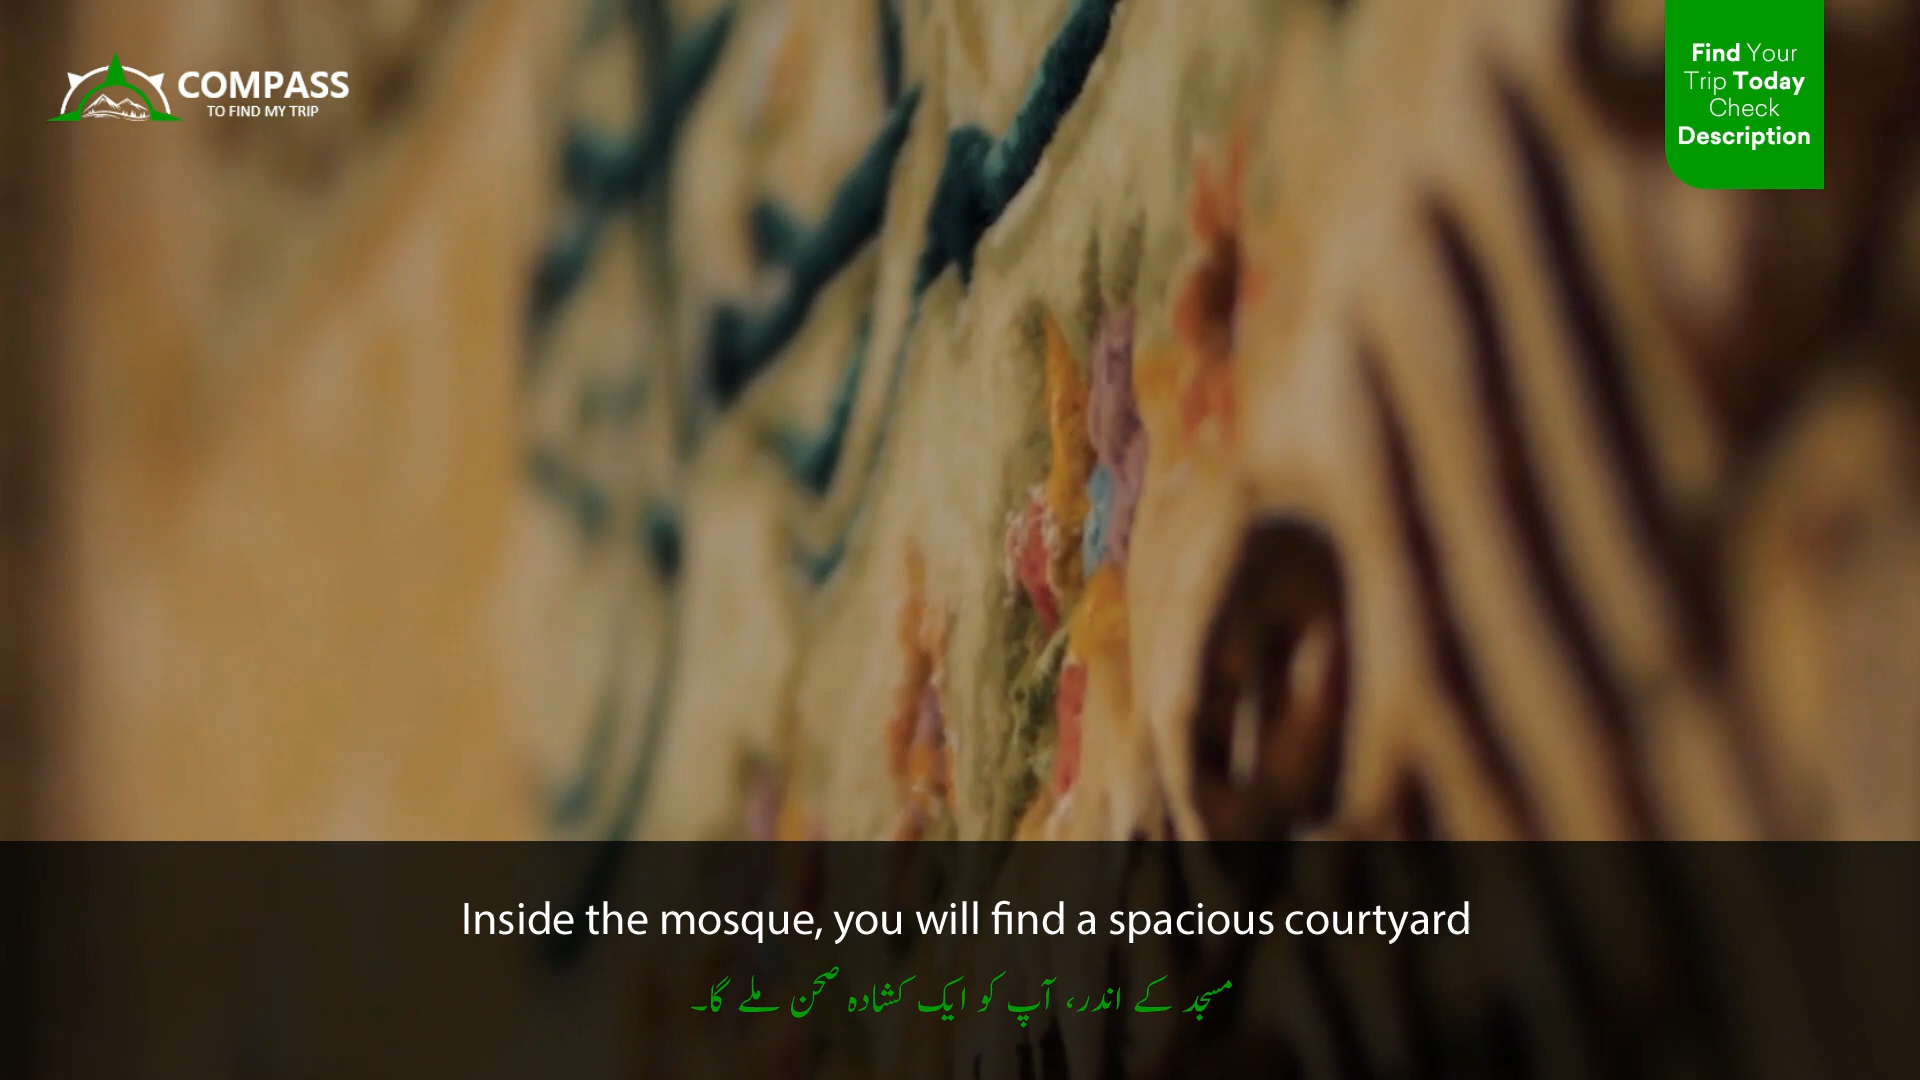 COMPASS
TO FIND MY TRIP
Find Your
Trip Today
Check
Description
Inside the mosque, you will find a spacious courtyard
مسجد کے اندر، آپ کو ایک کشادہ صحن ملے گا۔